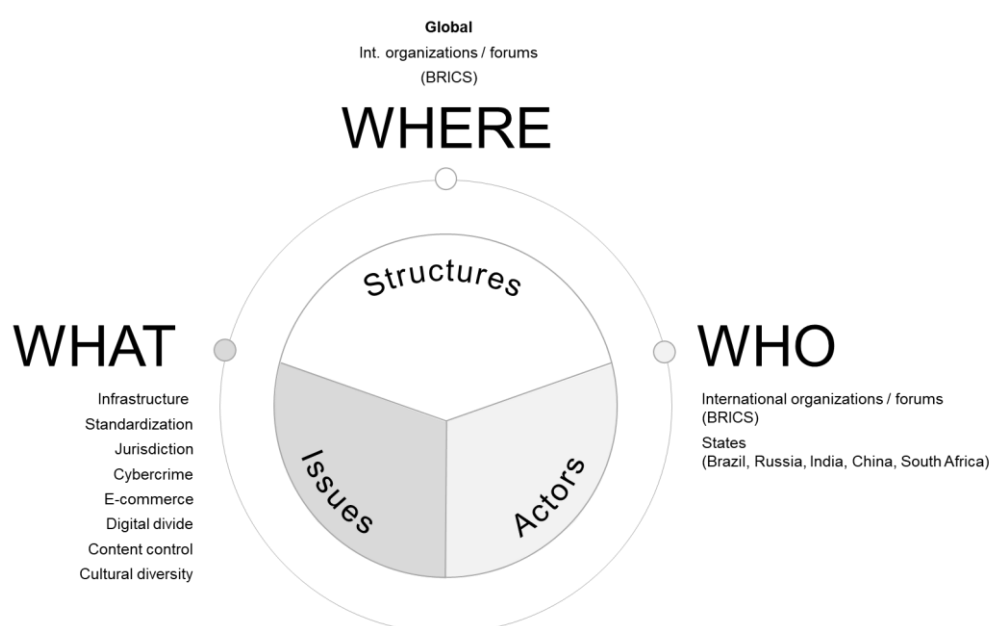 Global
Int. organizations / forums
(BRICS)
WHERE
Structures
WHAT
Infrastructure
Standardization
Jurisdiction
Cybercrime
E-commerce
Digital divide
Content control
Cultural diversity
Issues
Actors
WHO
International organizations / forums
(BRICS)
States
(Brazil, Russia, India, China, South Africa)